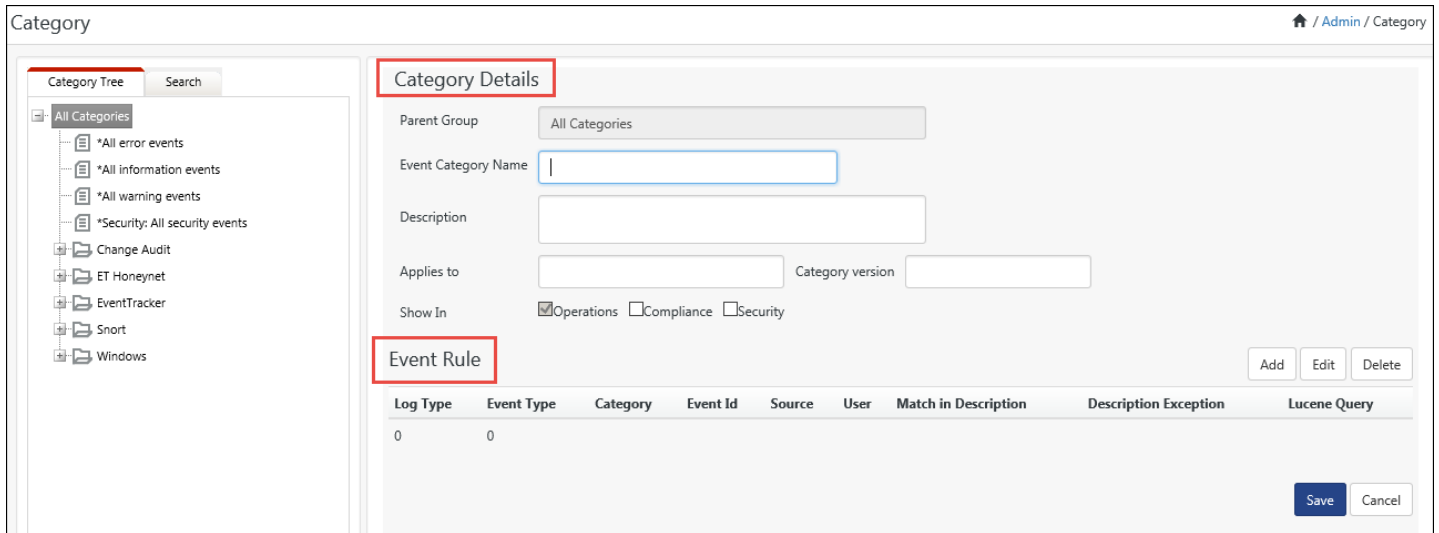 Category
/ Admin / Category
Category Tree
Search
All Categories
*All error events
*All information events
*All warning events
*Security: All security events
Change Audit
ET Honeynet
EventTracker
Snort
Windows
Category Details
Parent Group
All Categories
Event Category Name
Description
Applies to
Category version
Show In
Operations Compliance Security
Event Rule
Add Edit Delete
Log Type Event Type Category Event Id Source User Match in Description Description Exception Lucene Query
0 0
Save Cancel